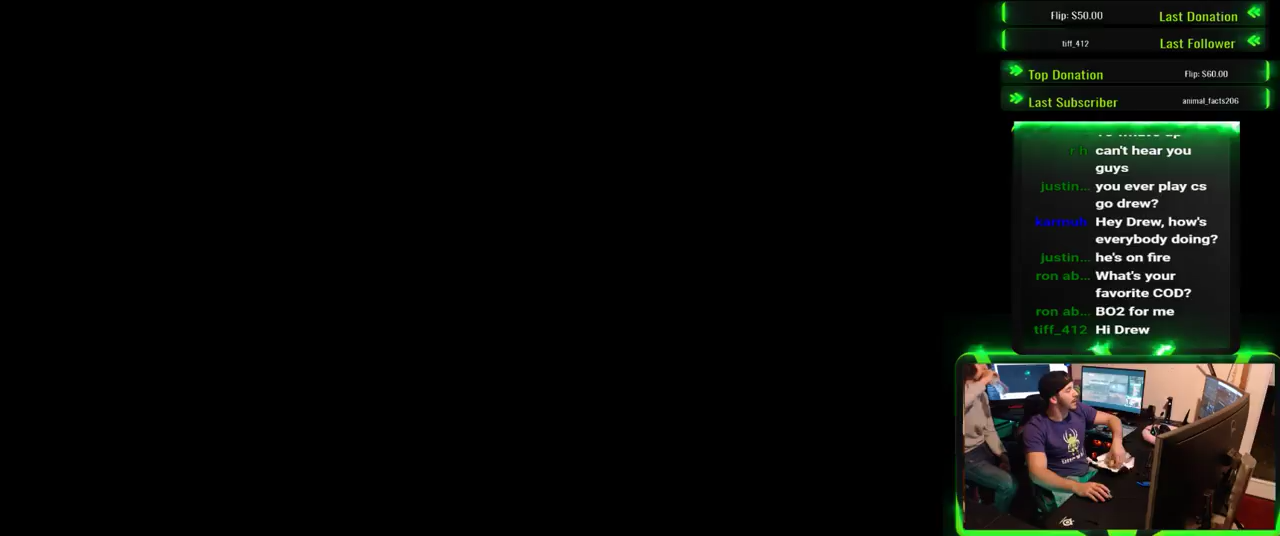 Flip: $50.00 Last Donation
tiff_412 Last Follower
Top Donation Flip: $60.00
Last Subscriber animal_facts206
r h can't hear you
guys
justin... you ever play cs
go drew?
Hey Drew, how's
everybody doing?
justin... he's on fire
ron ab... What's your
favorite COD?
ron ab... BO2 for me
tiff_412 Hi Drew